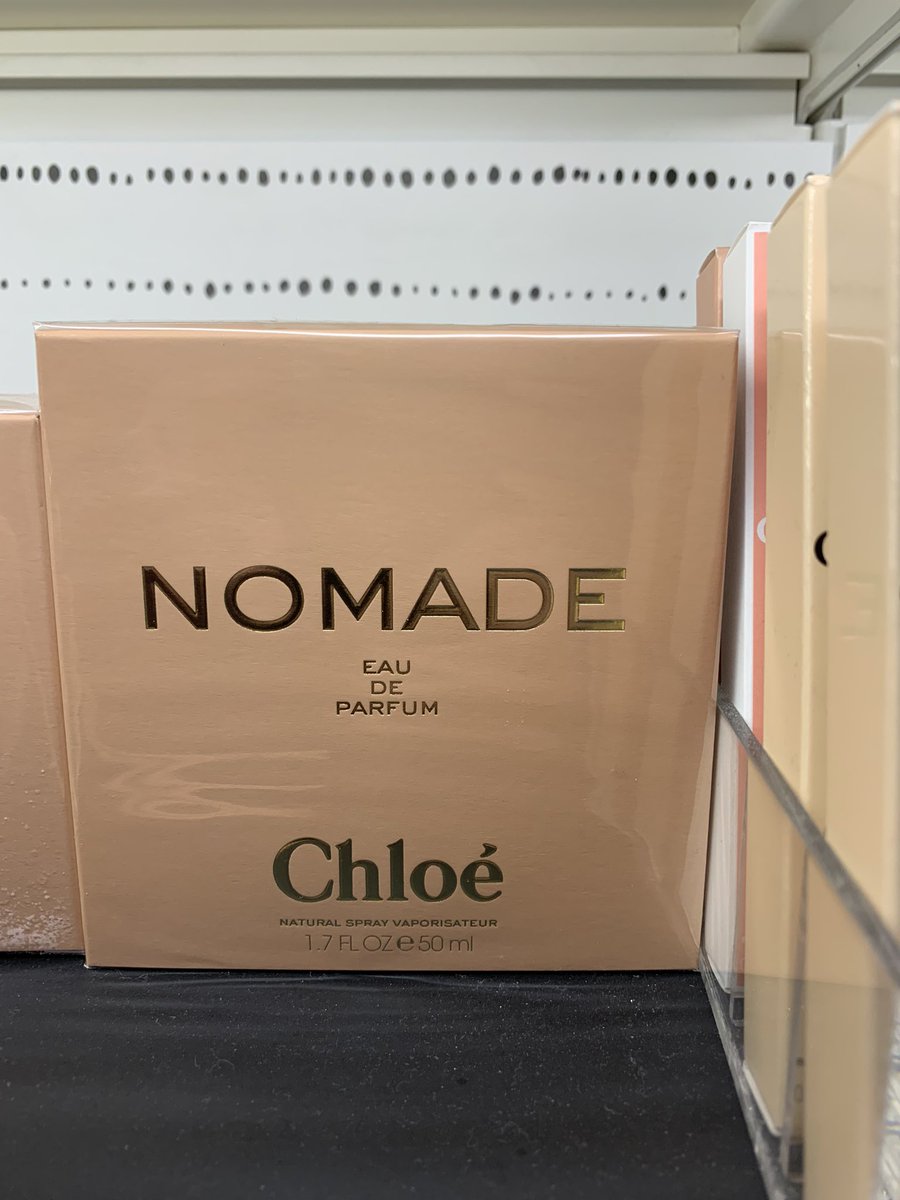 NOMADE
EAU
DE
PARFUM
Chloé
NATURAL SPRAY VAPORISATEUR
1.7 FL OZ ℮ 50 ml